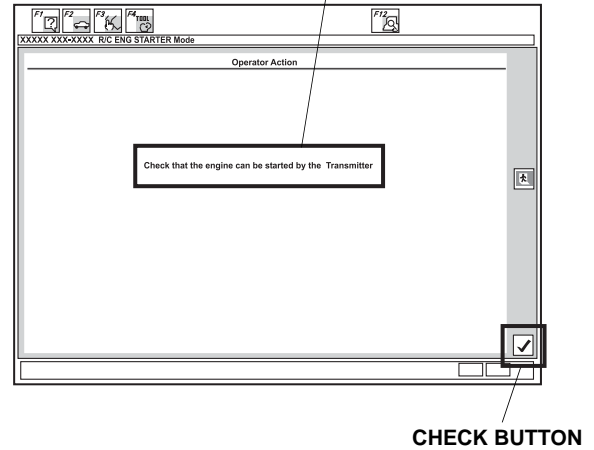 F1 F2 F3 F4 TOOL F12
XXXXX XXX-XXXX R/C ENG STARTER Mode
Operator Action
Check that the engine can be started by the Transmitter
CHECK BUTTON